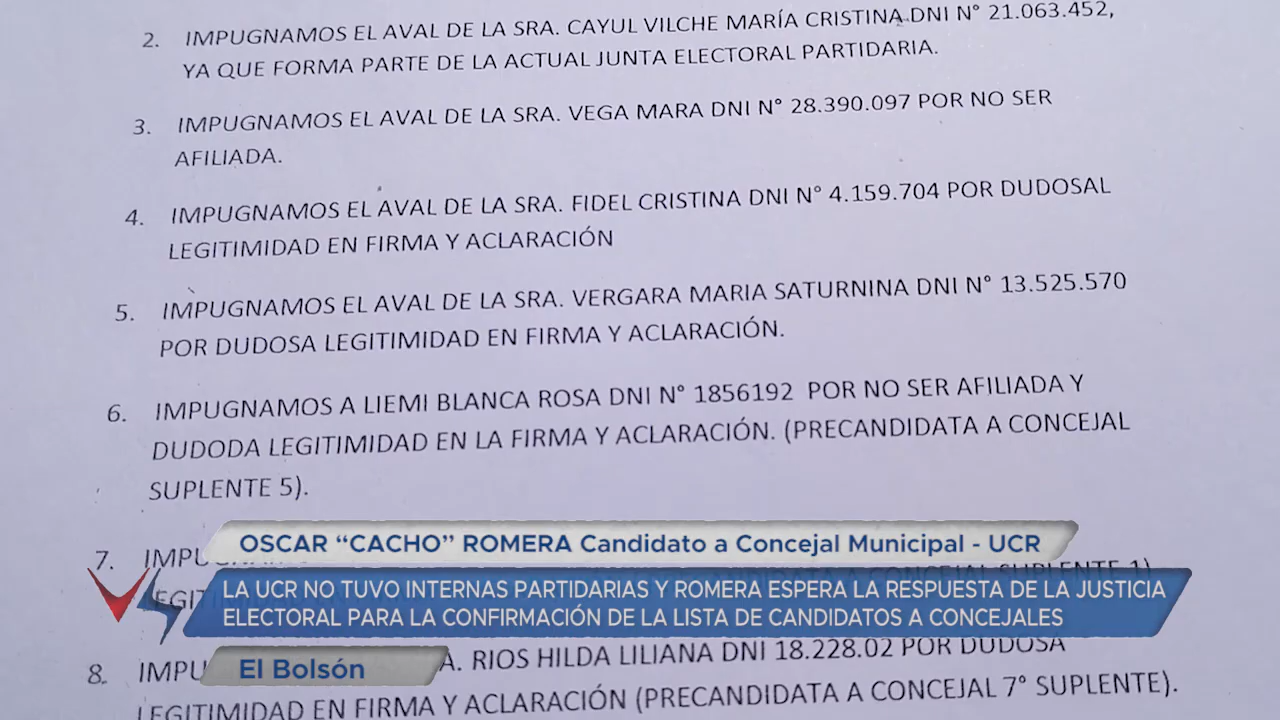 2. IMPUGNAMOS EL AVAL DE LA SRA. CAYUL VILCHE MARÍA CRISTINA DNI N° 21.063.452,
YA QUE FORMA PARTE DE LA ACTUAL JUNTA ELECTORAL PARTIDARIA.
3. IMPUGNAMOS EL AVAL DE LA SRA. VEGA MARA DNI N° 28.390.097 POR NO SER
AFILIADA.
4. IMPUGNAMOS EL AVAL DE LA SRA. FIDEL CRISTINA DNI N° 4.159.704 POR DUDOSAL
LEGITIMIDAD EN FIRMA Y ACLARACIÓN
5. IMPUGNAMOS EL AVAL DE LA SRA. VERGARA MARIA SATURNINA DNI N° 13.525.570
POR DUDOSA LEGITIMIDAD EN FIRMA Y ACLARACIÓN.
6. IMPUGNAMOS A LIEMI BLANCA ROSA DNI N° 1856192 POR NO SER AFILIADA Y
DUDODA LEGITIMIDAD EN LA FIRMA Y ACLARACIÓN. (PRECANDIDATA A CONCEJAL
SUPLENTE 5).
OSCAR “CACHO” ROMERA Candidato a Concejal Municipal - UCR
7. IMPU
LA UCR NO TUVO INTERNAS PARTIDARIAS Y ROMERA ESPERA LA RESPUESTA DE LA JUSTICIA
ELECTORAL PARA LA CONFIRMACIÓN DE LA LISTA DE CANDIDATOS A CONCEJALES
El Bolsón
8. IMPU A. RIOS HILDA LILIANA DNI 18.228.02 POR DUDOSA
LEGITIMIDAD EN FIRMA Y ACLARACIÓN (PRECANDIDATA A CONCEJAL 7° SUPLENTE).